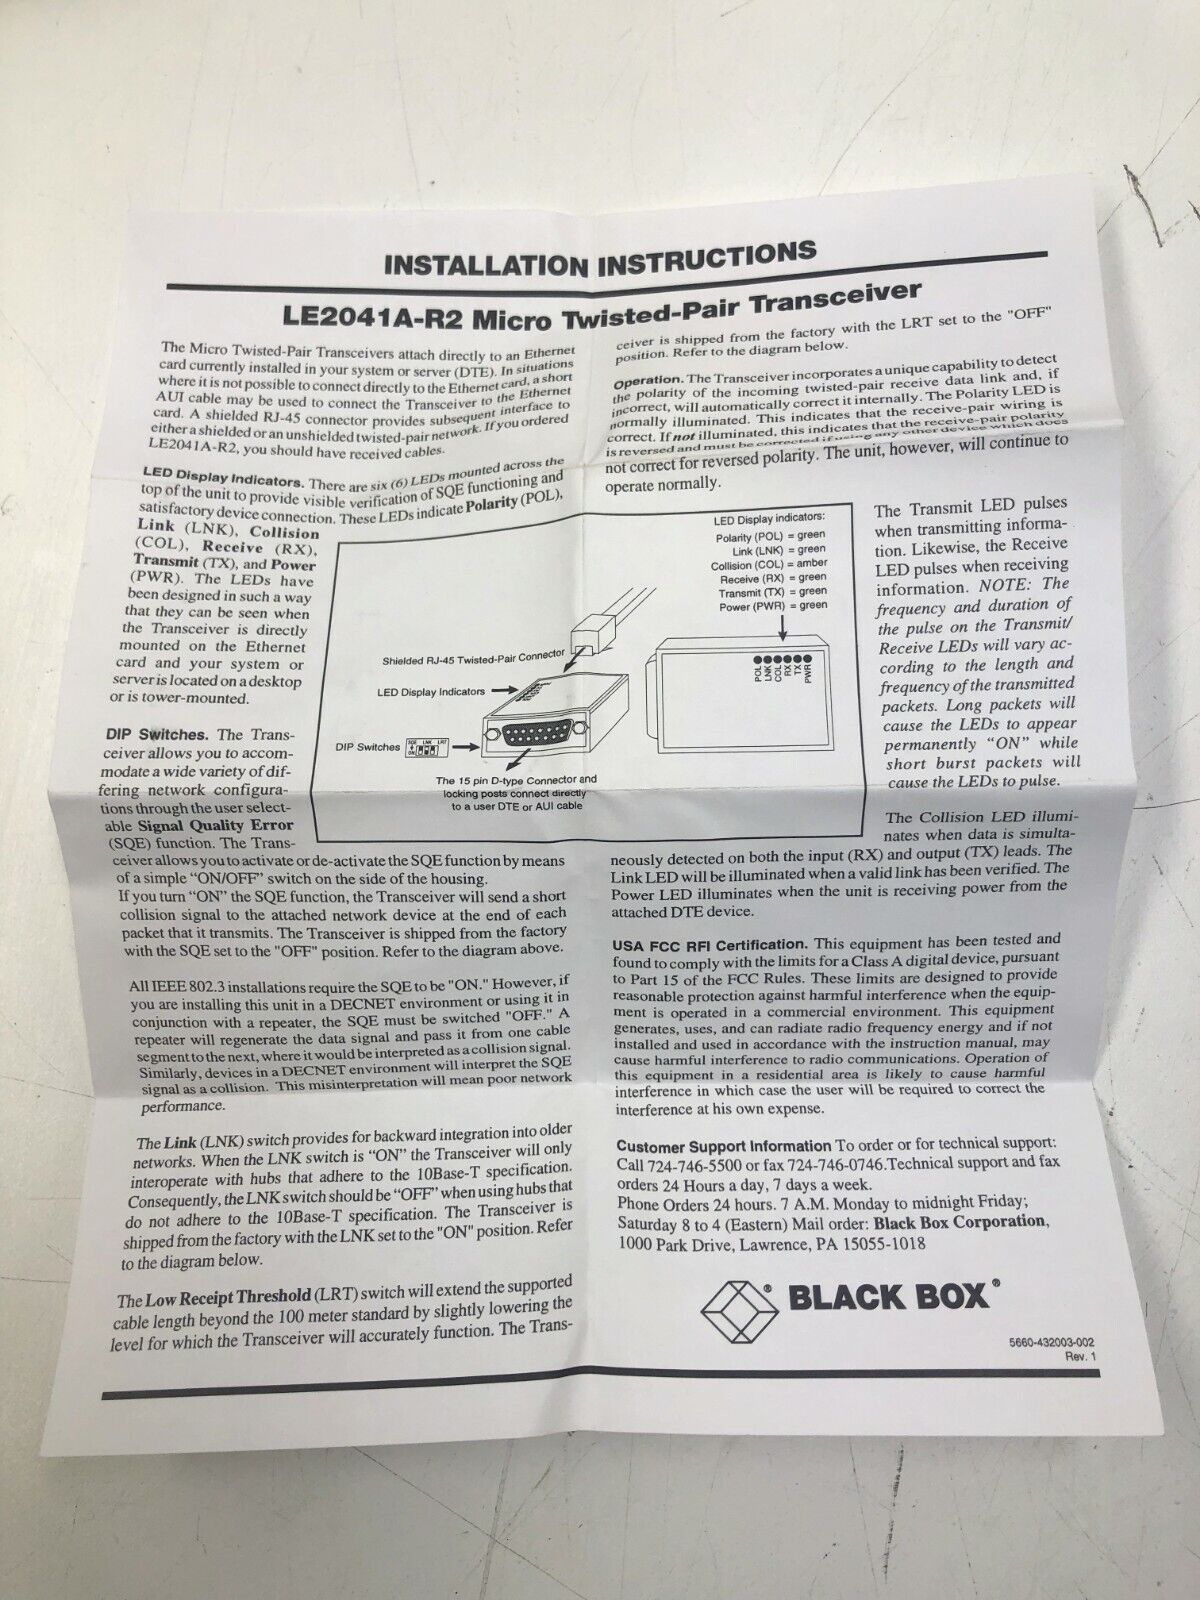 INSTALLATION INSTRUCTIONS
LE2041A-R2 Micro Twisted-Pair Transceiver
The Micro Twisted-Pair Transceivers attach directly to an Ethernet
card currently installed in your system or server (DTE). In situations
where it is not possible to connect directly to the Ethernet card, a short
AUI cable may be used to connect the Transceiver to the Ethernet
card. A shielded RJ-45 connector provides subsequent interface to
either a shielded or an unshielded twisted-pair network. If you ordered
LE2041A-R2, you should have received cables.
LED Display Indicators. There are six (6) LEDs mounted across the
top of the unit to provide visible verification of SQE functioning and
satisfactory device connection. These LEDs indicate Polarity (POL),
Link (LNK), Collision
(COL), Receive (RX),
Transmit (TX), and Power
(PWR). The LEDs have
been designed in such a way
that they can be seen when
the Transceiver is directly
mounted on the Ethernet
card and your system or
server is located on a desktop
or is tower-mounted.
DIP Switches. The Trans-
ceiver allows you to accom-
modate a wide variety of dif-
fering network configura-
tions through the user select-
able Signal Quality Error
(SQE) function. The Trans-
ceiver allows you to activate or de-activate the SQE function by means
of a simple "ON/OFF" switch on the side of the housing.
If you turn "ON" the SQE function, the Transceiver will send a short
collision signal to the attached network device at the end of each
packet that it transmits. The Transceiver is shipped from the factory
with the SQE set to the "OFF" position. Refer to the diagram above.
All IEEE 802.3 installations require the SQE to be "ON." However, if
you are installing this unit in a DECNET environment or using it in
conjunction with a repeater, the SQE must be switched "OFF." A
repeater will regenerate the data signal and pass it from one cable
segment to the next, where it would be interpreted as a collision signal.
Similarly, devices in a DECNET environment will interpret the SQE
signal as a collision. This misinterpretation will mean poor network
performance.
The Link (LNK) switch provides for backward integration into older
networks. When the LNK switch is "ON" the Transceiver will only
interoperate with hubs that adhere to the 10Base-T specification.
Consequently, the LNK switch should be "OFF" when using hubs that
do not adhere to the 10Base-T specification. The Transceiver is
shipped from the factory with the LNK set to the "ON" position. Refer
to the diagram below.
The Low Receipt Threshold (LRT) switch will extend the supported
cable length beyond the 100 meter standard by slightly lowering the
level for which the Transceiver will accurately function. The Trans-
ceiver is shipped from the factory with the LRT set to the "OFF"
position. Refer to the diagram below.
Operation. The Transceiver incorporates a unique capability to detect
the polarity of the incoming twisted-pair receive data link and, if
incorrect, will automatically correct it internally. The Polarity LED is
normally illuminated. This indicates that the receive-pair wiring is
correct. If not illuminated, this indicates that the receive-pair polarity
is reversed and must be corrected if using any other device which does
not correct for reversed polarity. The unit, however, will continue to
operate normally.
LED Display indicators:
Polarity (POL) = green
Link (LNK) = green
Collision (COL) = amber
Receive (RX) = green
Transmit (TX) = green
Power (PWR) = green
Shielded RJ-45 Twisted-Pair Connector
LED Display Indicators
DIP Switches
SQE LNK LRT
ON
The 15 pin D-type Connector and
locking posts connect directly
to a user DTE or AUI cable
POL
LNK
COL
RX
TX
PWR
The Transmit LED pulses
when transmitting informa-
tion. Likewise, the Receive
LED pulses when receiving
information. NOTE: The
frequency and duration of
the pulse on the Transmit/
Receive LEDs will vary ac-
cording to the length and
frequency of the transmitted
packets. Long packets will
cause the LEDs to appear
permanently "ON" while
short burst packets will
cause the LEDs to pulse.
The Collision LED illumi-
nates when data is simulta-
neously detected on both the input (RX) and output (TX) leads. The
Link LED will be illuminated when a valid link has been verified. The
Power LED illuminates when the unit is receiving power from the
attached DTE device.
USA FCC RFI Certification. This equipment has been tested and
found to comply with the limits for a Class A digital device, pursuant
to Part 15 of the FCC Rules. These limits are designed to provide
reasonable protection against harmful interference when the equip-
ment is operated in a commercial environment. This equipment
generates, uses, and can radiate radio frequency energy and if not
installed and used in accordance with the instruction manual, may
cause harmful interference to radio communications. Operation of
this equipment in a residential area is likely to cause harmful
interference in which case the user will be required to correct the
interference at his own expense.
Customer Support Information To order or for technical support:
Call 724-746-5500 or fax 724-746-0746.Technical support and fax
orders 24 Hours a day, 7 days a week.
Phone Orders 24 hours. 7 A.M. Monday to midnight Friday;
Saturday 8 to 4 (Eastern) Mail order: Black Box Corporation,
1000 Park Drive, Lawrence, PA 15055-1018
® BLACK BOX®
5660-432003-002
Rev. 1